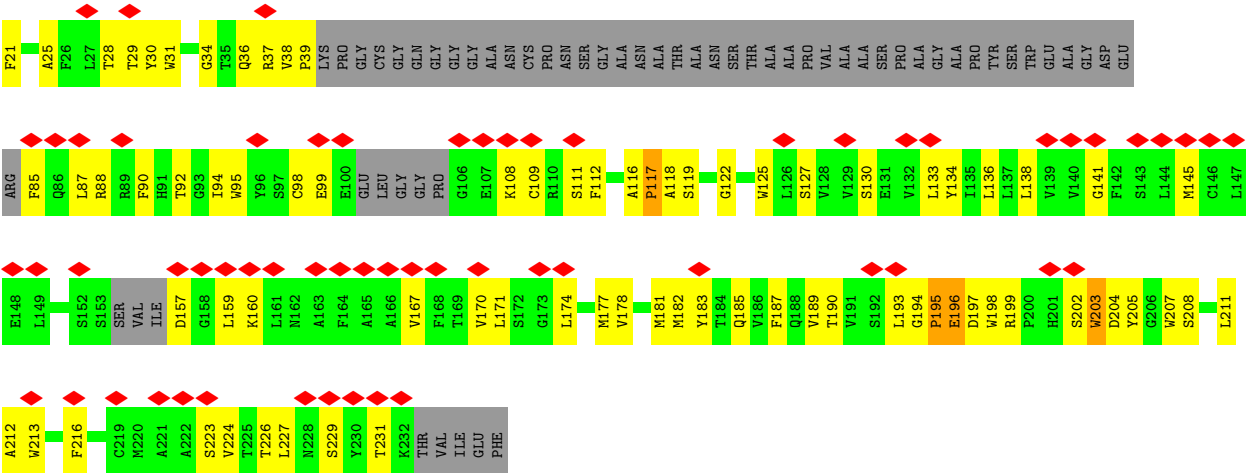 F21 A25 F26 L27 T28 T29 Y30 W31 G34 T35 Q36 R37 V38 P39 LYS PRO GLY CYS GLY GLN GLY GLY GLY ALA ASN CYS PRO ASN SER GLY ALA ASN ALA THR ALA ASN SER THR ALA ALA PRO VAL ALA ALA SER PRO ALA GLY ALA PRO TYR SER TRP GLU ALA GLY ASP GLU
ARG F85 Q86 L87 R88 R89 F90 H91 T92 G93 I94 W95 Y96 S97 C98 E99 E100 GLU LEU GLY GLY PRO G106 E107 K108 C109 R110 S111 F112 A116 P117 A118 S119 G122 W125 L126 S127 V128 V129 S130 E131 V132 L133 Y134 I135 L136 L137 L138 V139 V140 G141 F142 S143 L144 M145 C146 L147
E148 L149 S152 S153 SER VAL ILE D157 G158 L159 K160 L161 N162 A163 F164 A165 A166 V167 F168 T169 V170 L171 S172 G173 L174 M177 V178 M181 M182 Y183 T184 Q185 V186 F187 Q188 V189 T190 V191 S192 L193 G194 P195 E196 D197 W198 R199 P200 H201 S202 W203 D204 Y205 G206 W207 S208 L211
A212 W213 F216 C219 M220 A221 A222 S223 V224 T225 T226 L227 N228 S229 Y230 T231 K232 THR VAL ILE GLU PHE